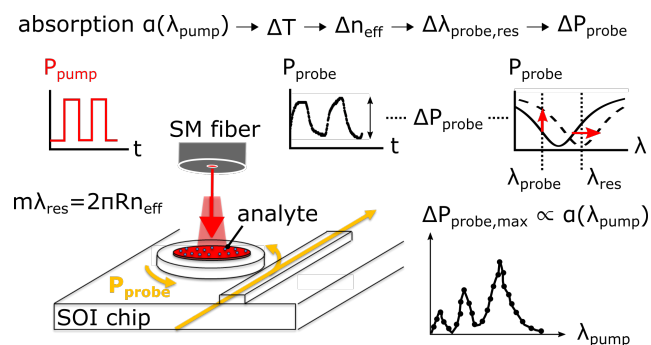 absorption α(λpump) → ΔT → Δneff → Δλprobe,res → ΔPprobe
Ppump
t
SM fiber
Pprobe
t
ΔPprobe
Pprobe
λ
λprobe
λres
mλres=2πRneff
analyte
Pprobe
SOI chip
ΔPprobe,max ∝ α(λpump)
λpump